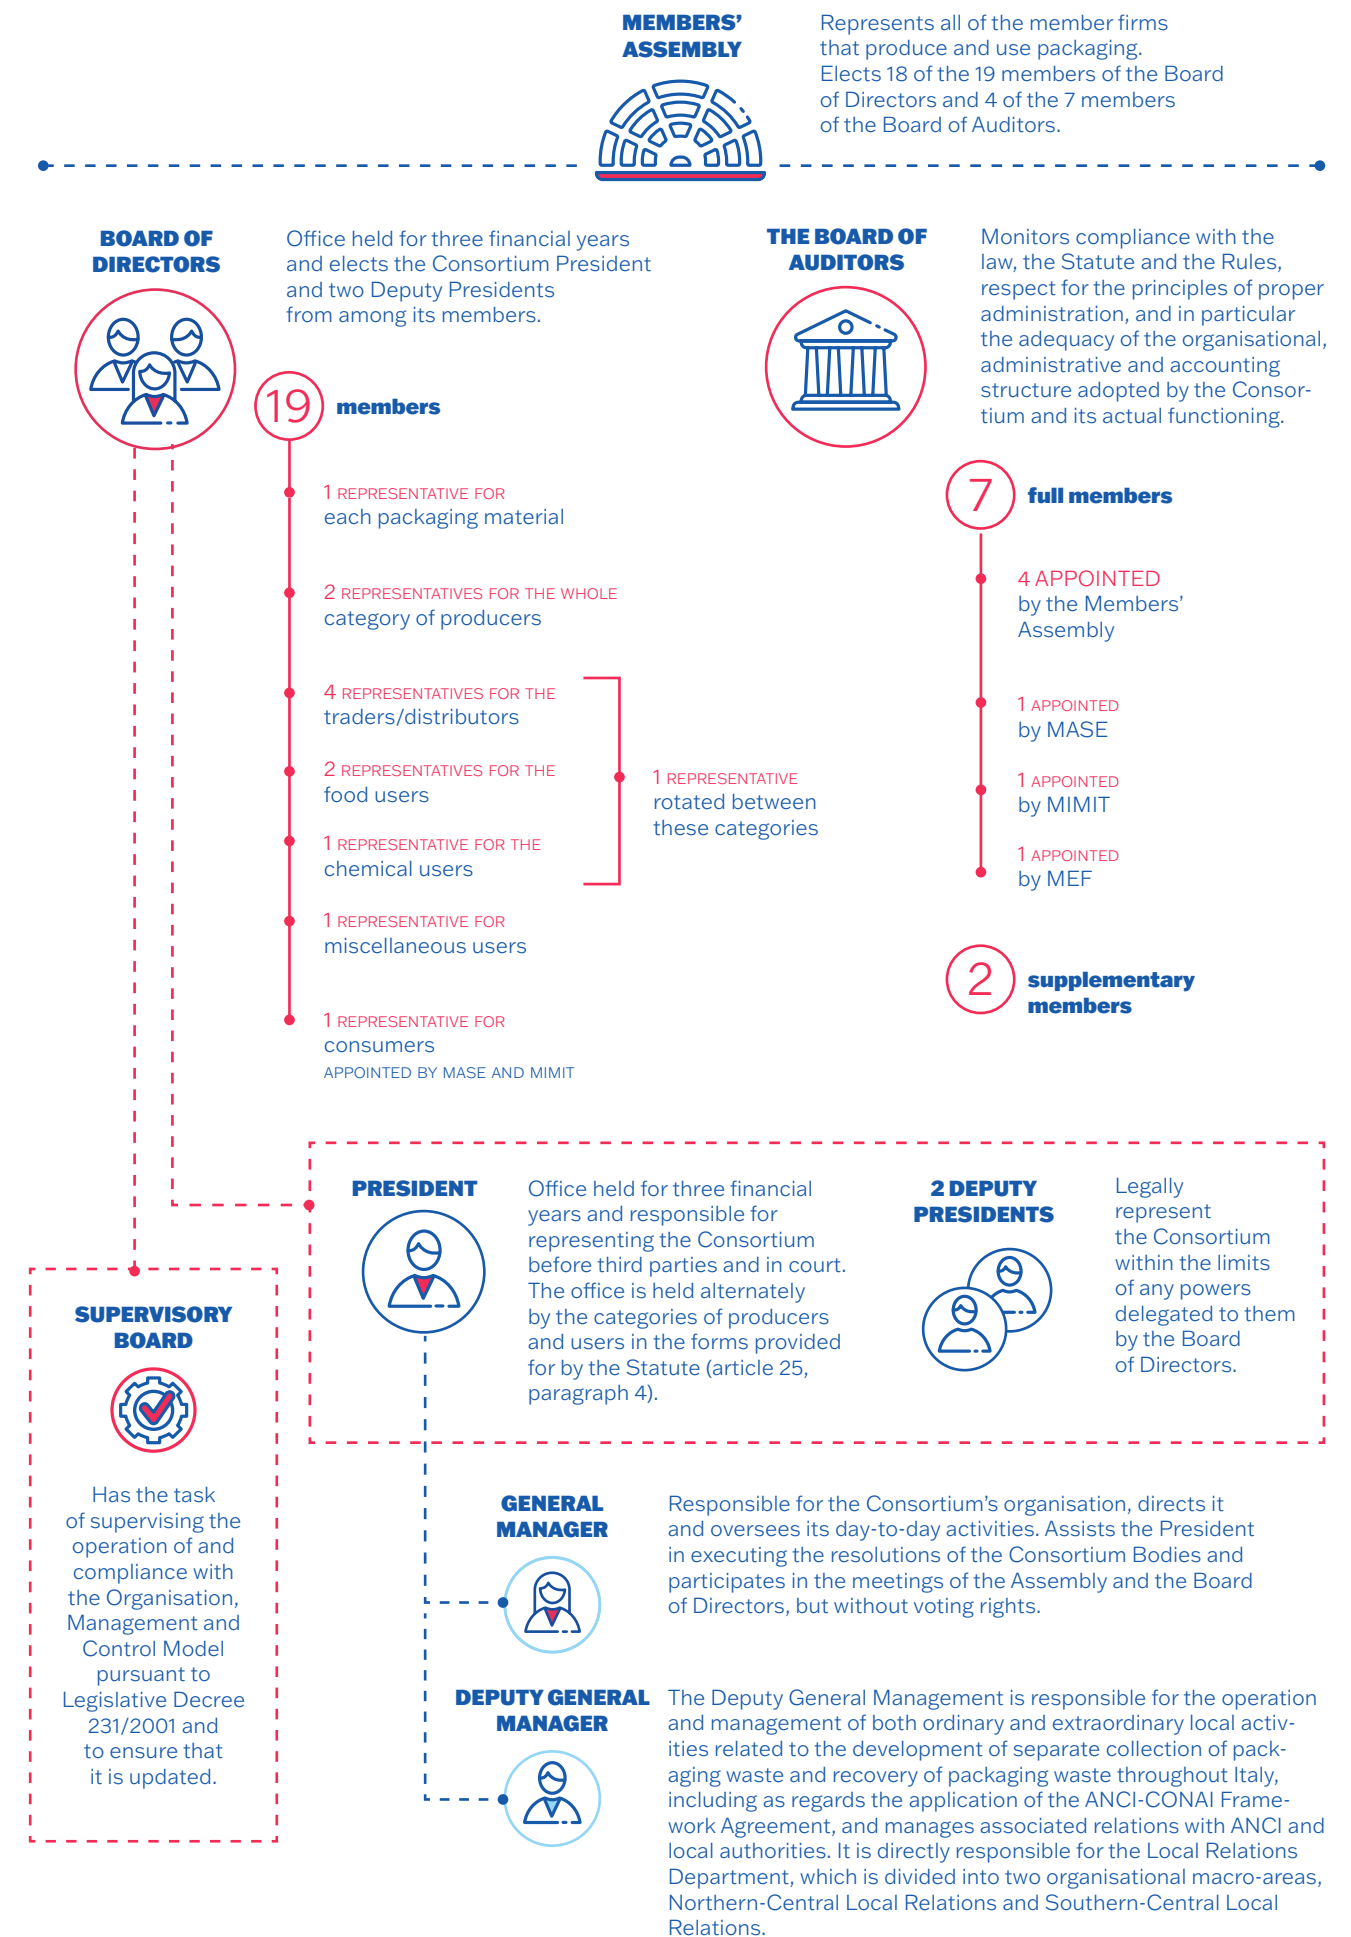 MEMBERS'
ASSEMBLY
Represents all of the member firms
that produce and use packaging.
Elects 18 of the 19 members of the Board
of Directors and 4 of the 7 members
of the Board of Auditors.
BOARD OF
DIRECTORS
Office held for three financial years
and elects the Consortium President
and two Deputy Presidents
from among its members.
19 members
1 REPRESENTATIVE FOR
each packaging material
2 REPRESENTATIVES FOR THE WHOLE
category of producers
4 REPRESENTATIVES FOR THE
traders/distributors
2 REPRESENTATIVES FOR THE
food users
1 REPRESENTATIVE FOR THE
chemical users
1 REPRESENTATIVE
rotated between
these categories
1 REPRESENTATIVE FOR
miscellaneous users
1 REPRESENTATIVE FOR
consumers
APPOINTED BY MASE AND MIMIT
THE BOARD OF
AUDITORS
Monitors compliance with the
law, the Statute and the Rules,
respect for the principles of proper
administration, and in particular
the adequacy of the organisational,
administrative and accounting
structure adopted by the Consor-
tium and its actual functioning.
7 full members
4 APPOINTED
by the Members'
Assembly
1 APPOINTED
by MASE
1 APPOINTED
by MIMIT
1 APPOINTED
by MEF
2 supplementary
members
PRESIDENT
Office held for three financial
years and responsible for
representing the Consortium
before third parties and in court.
The office is held alternately
by the categories of producers
and users in the forms provided
for by the Statute (article 25,
paragraph 4).
2 DEPUTY
PRESIDENTS
Legally
represent
the Consortium
within the limits
of any powers
delegated to them
by the Board
of Directors.
SUPERVISORY
BOARD
Has the task
of supervising the
operation of and
compliance with
the Organisation,
Management and
Control Model
pursuant to
Legislative Decree
231/2001 and
to ensure that
it is updated.
GENERAL
MANAGER
Responsible for the Consortium's organisation, directs it
and oversees its day-to-day activities. Assists the President
in executing the resolutions of the Consortium Bodies and
participates in the meetings of the Assembly and the Board
of Directors, but without voting rights.
DEPUTY GENERAL
MANAGER
The Deputy General Management is responsible for the operation
and management of both ordinary and extraordinary local activ-
ities related to the development of separate collection of pack-
aging waste and recovery of packaging waste throughout Italy,
including as regards the application of the ANCI-CONAI Frame-
work Agreement, and manages associated relations with ANCI and
local authorities. It is directly responsible for the Local Relations
Department, which is divided into two organisational macro-areas,
Northern-Central Local Relations and Southern-Central Local
Relations.